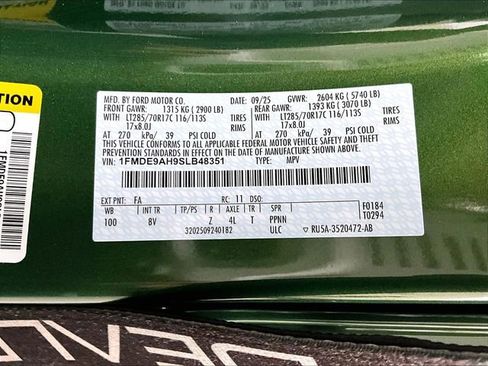 MFD. BY FORD MOTOR CO. 09/25 GVWR: 2604 KG ( 5740 LB)
FRONT GAWR: 1315 KG ( 2900 LB) REAR GAWR: 1393 KG ( 3070 LB)
WITH LT285/70R17C 116/113S TIRES WITH LT285/70R17C 116/113S TIRES
17x8.0J RIMS 17x8.0J RIMS
AT 270 kPa/ 39 PSI COLD AT 270 kPa/ 39 PSI COLD
THIS VEHICLE CONFORMS TO ALL APPLICABLE FEDERAL MOTOR VEHICLE SAFETY AND THEFT
PREVENTION STANDARDS IN EFFECT ON THE DATE OF MANUFACTURE SHOWN ABOVE.
VIN: 1FMDE9AH9SLB48351 TYPE: MPV
EXT PNT: FA RC: 11 DSO:
WB INT TR TP/PS R AXLE TR SPR F0184
100 8V Z 4L T PPNN T0294
3202509240182 ULC RU5A-3520472-AB